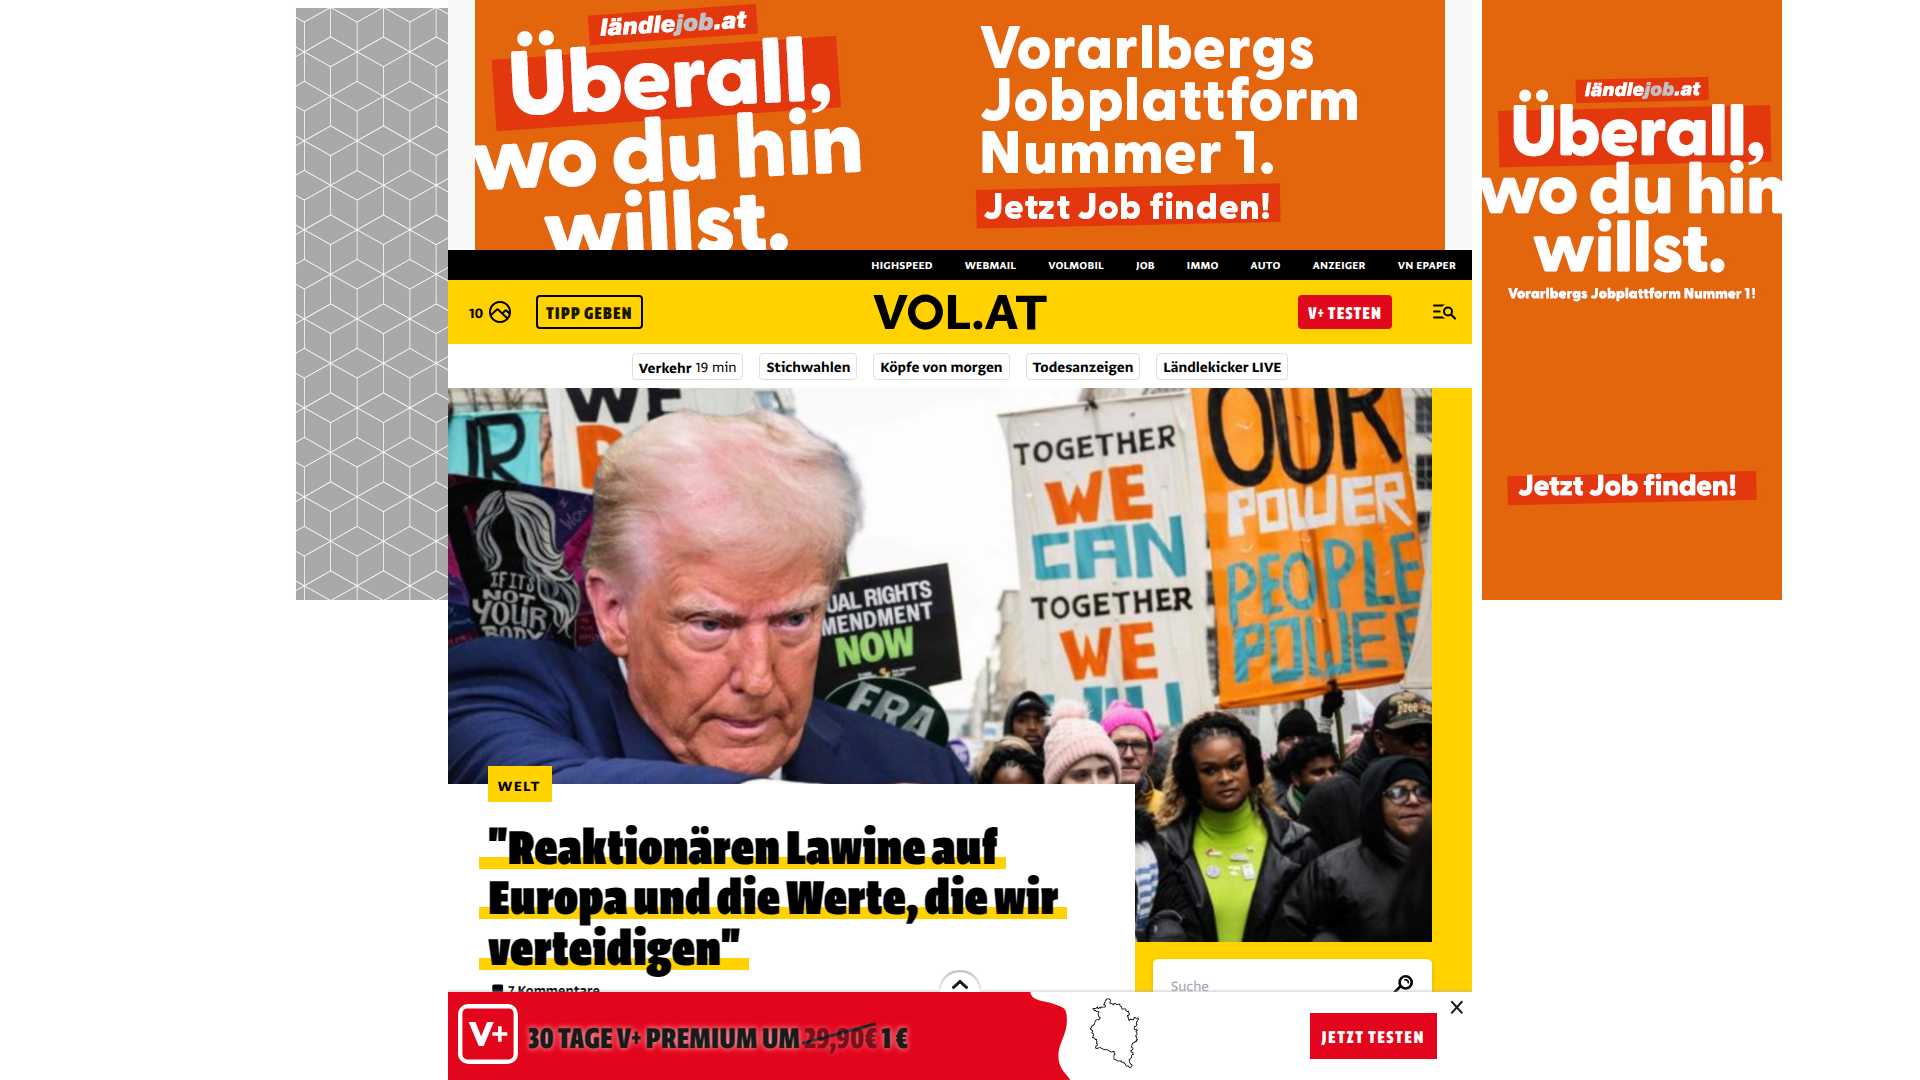 ländlejob.at
Überall,
wo du hin
willst.
Vorarlbergs
Jobplattform
Nummer 1.
Jetzt Job finden!
ländlejob.at
Überall,
wo du hin
willst.
Vorarlbergs Jobplattform Nummer 1!
Jetzt Job finden!
HIGHSPEED WEBMAIL VOLMOBIL JOB IMMO AUTO ANZEIGER VN EPAPER
10 TIPP GEBEN VOL.AT V+ TESTEN
Verkehr 19 min Stichwahlen Köpfe von morgen Todesanzeigen Ländlekicker LIVE
WE
R
IF IT'S
NOT
YOUR
BODY
UAL RIGHTS
MENDMENT
NOW
ERA
TOGETHER
WE
CAN
TOGETHER
WE
OUR
POWER
PEOPLE
POWER
Free
WELT
"Reaktionären Lawine auf
Europa und die Werte, die wir
verteidigen"
7 Kommentare
Suche
V+ 30 TAGE V+ PREMIUM UM 29,90€ 1 €
JETZT TESTEN